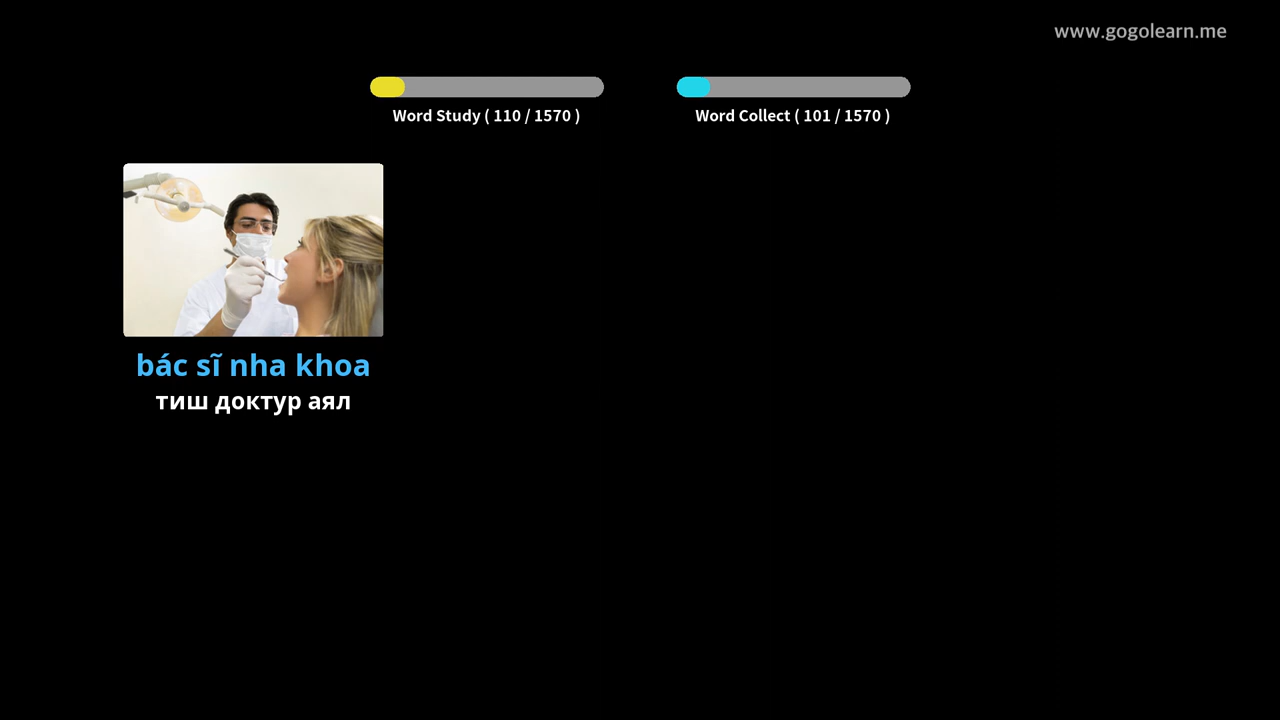 www.gogolearn.me
Word Study ( 110 / 1570 )
Word Collect ( 101 / 1570 )
bác sĩ nha khoa
тиш доктур аял